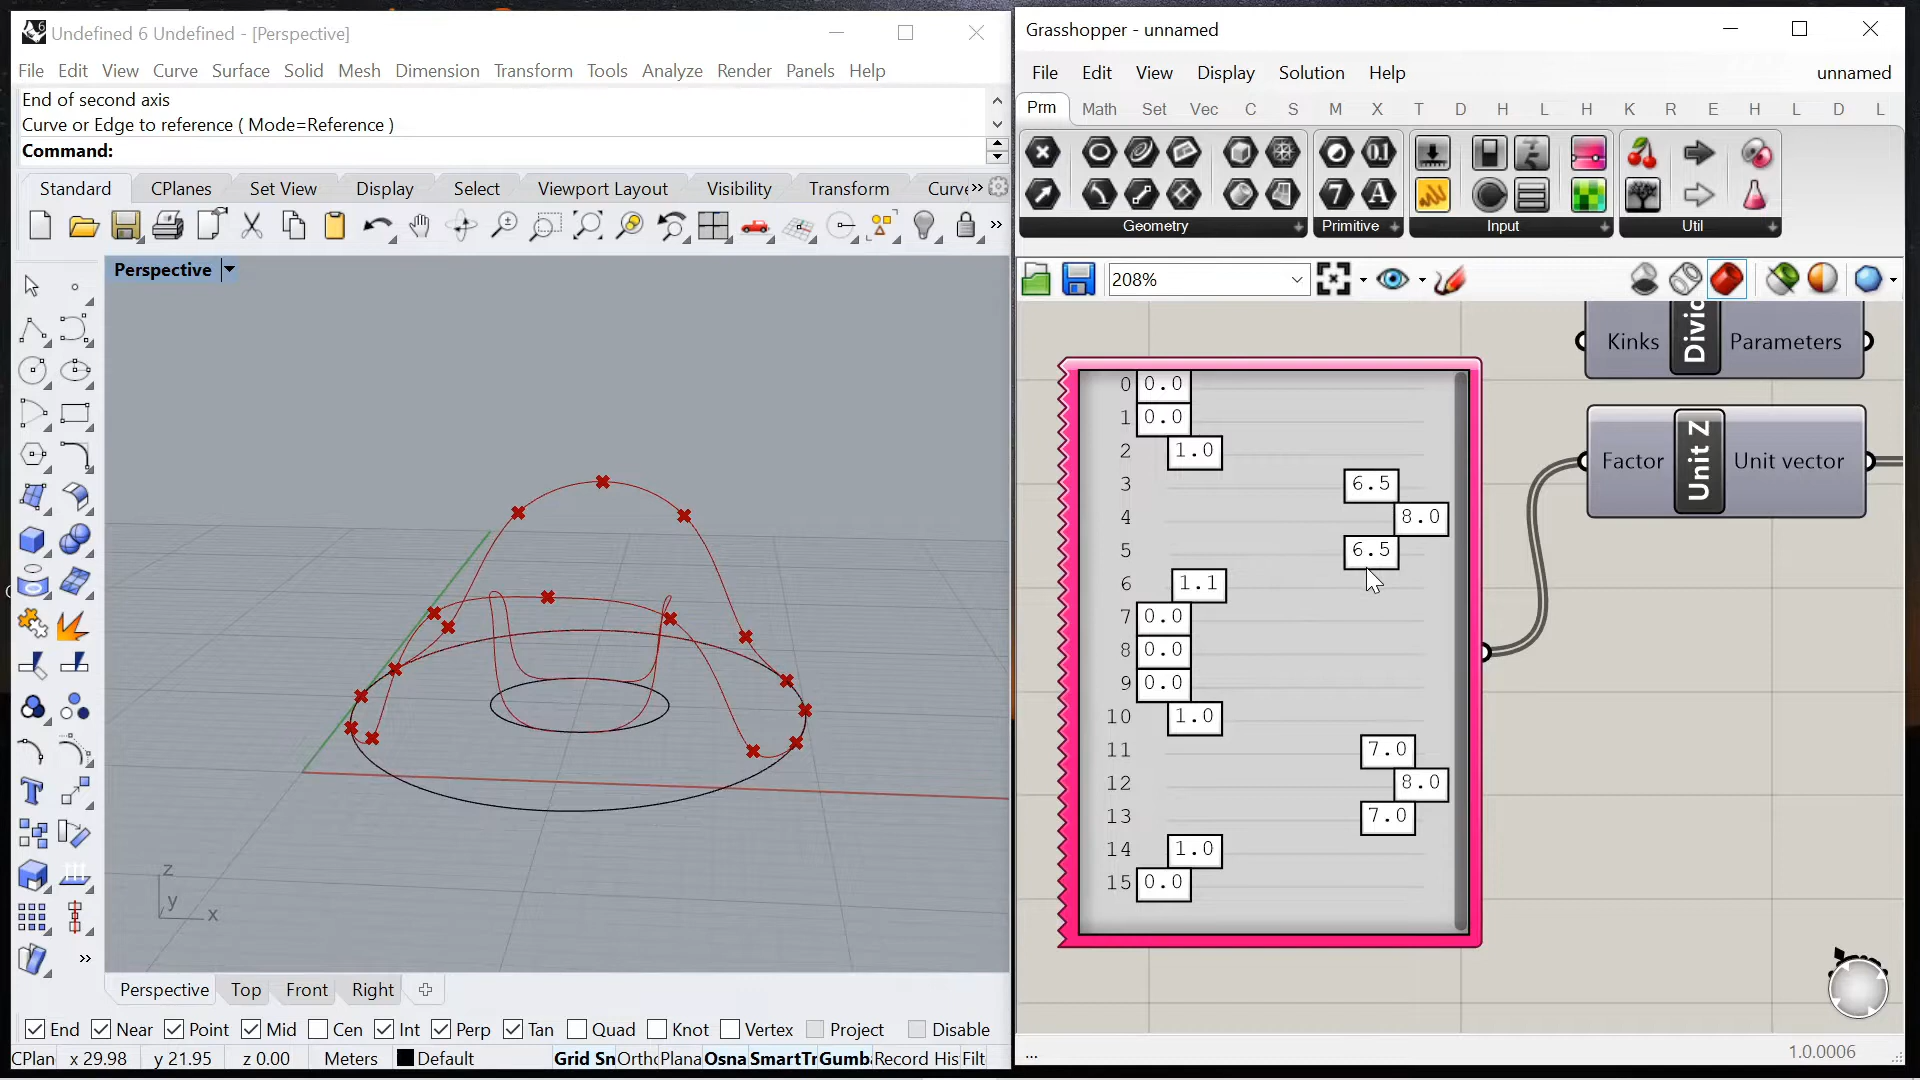 Undefined 6 Undefined - [Perspective]
File Edit View Curve Surface Solid Mesh Dimension Transform Tools Analyze Render Panels Help
End of second axis
Curve or Edge to reference ( Mode=Reference )
Command:
Standard CPlanes Set View Display Select Viewport Layout Visibility Transform Curve
Perspective
z
y
x
Perspective Top Front Right
End Near Point Mid Cen Int Perp Tan Quad Knot Vertex Project Disable
CPlan x 29.98 y 21.95 z 0.00 Meters Default Grid Sn Ortho Plana Osna SmartTr Gumba Record His Filt
Grasshopper - unnamed
File Edit View Display Solution Help unnamed
Prm Math Set Vec C S M X T D H L H K R E H L D L
Geometry Primitive Input Util
208%
Kinks Divid Parameters
Factor Unit Z Unit vector
0 0.0
1 0.0
2 1.0
3 6.5
4 8.0
5 6.5
6 1.1
7 0.0
8 0.0
9 0.0
10 1.0
11 7.0
12 8.0
13 7.0
14 1.0
15 0.0
...
1.0.0006